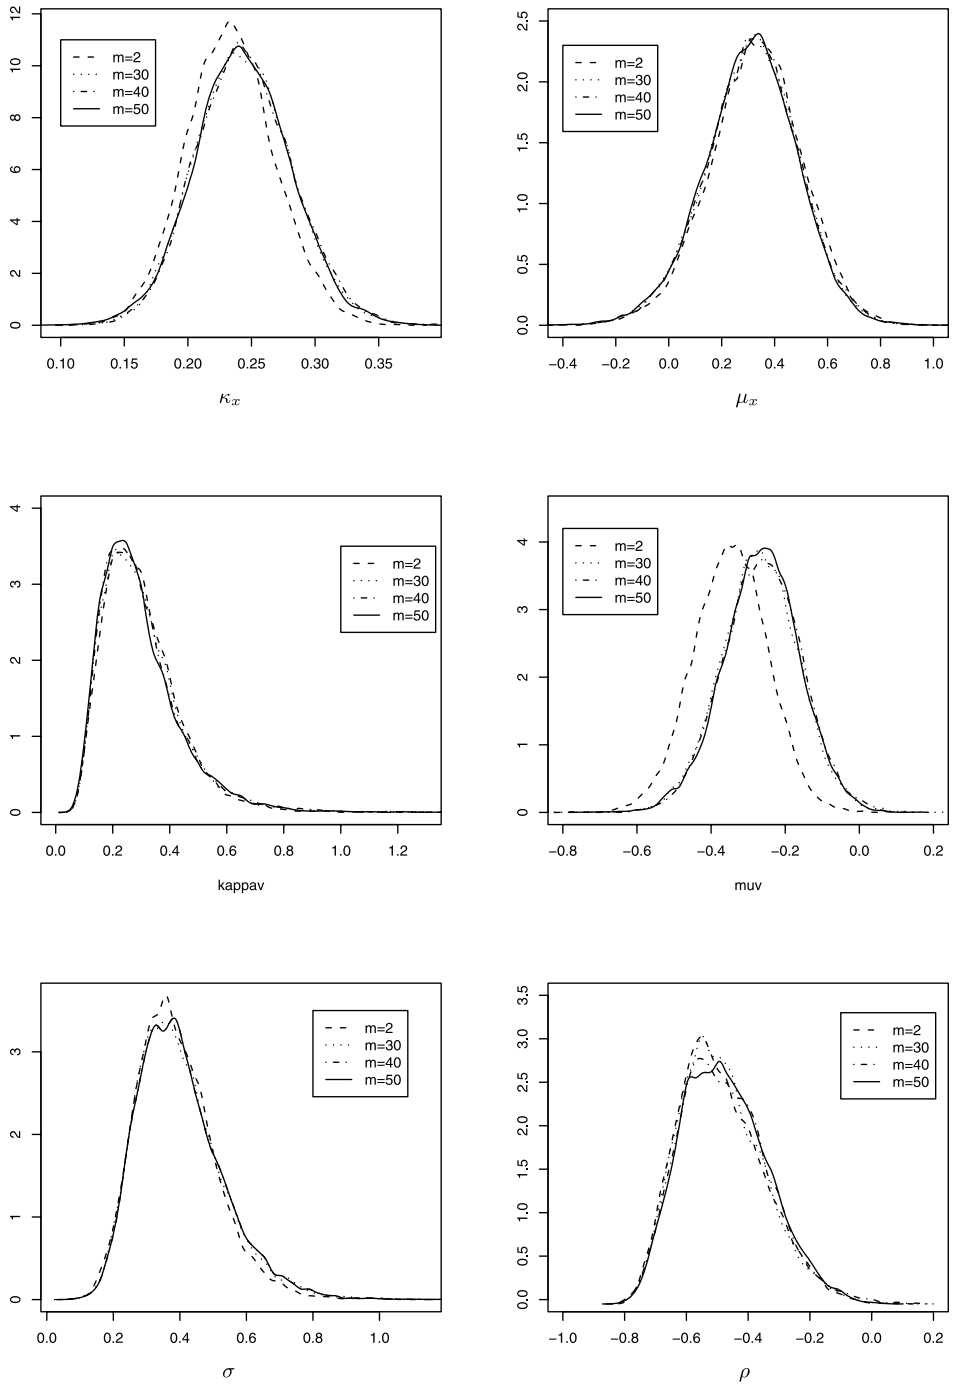 12
10
8
6
4
2
0
m=2
m=30
m=40
m=50
0.10 0.15 0.20 0.25 0.30 0.35
κx
2.5
2.0
1.5
1.0
0.5
0.0
m=2
m=30
m=40
m=50
−0.4 −0.2 0.0 0.2 0.4 0.6 0.8 1.0
μx
4
3
2
1
0
m=2
m=30
m=40
m=50
0.0 0.2 0.4 0.6 0.8 1.0 1.2
kappav
4
3
2
1
0
m=2
m=30
m=40
m=50
−0.8 −0.6 −0.4 −0.2 0.0 0.2
muv
3
2
1
0
m=2
m=30
m=40
m=50
0.0 0.2 0.4 0.6 0.8 1.0
σ
3.5
3.0
2.5
2.0
1.5
1.0
0.5
0.0
m=2
m=30
m=40
m=50
−1.0 −0.8 −0.6 −0.4 −0.2 0.0 0.2
ρ